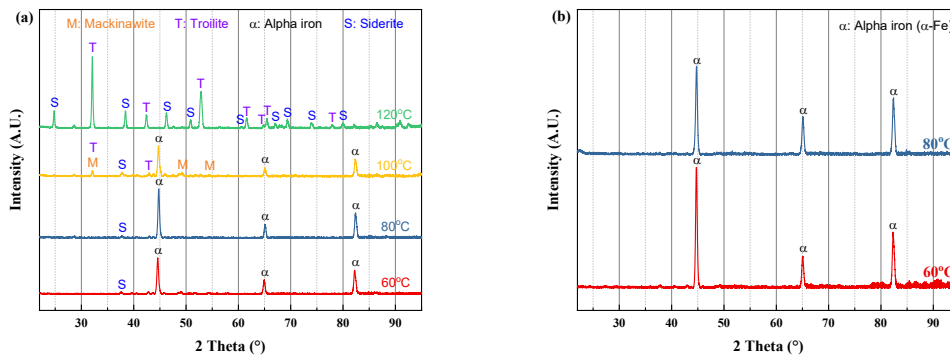 (a)
M: Mackinawite T: Troilite α: Alpha iron S: Siderite
T
T
S S T S S S T T T S S S T S
120°C
T M S T α M M α α
100°C
S α α α
80°C
S α α α
60°C
Intensity (A.U.)
30 40 50 60 70 80 90
2 Theta (°)
(b)
α: Alpha iron (α-Fe)
α α α
80°C
α α α
60°C
Intensity (A.U.)
30 40 50 60 70 80 90
2 Theta (°)